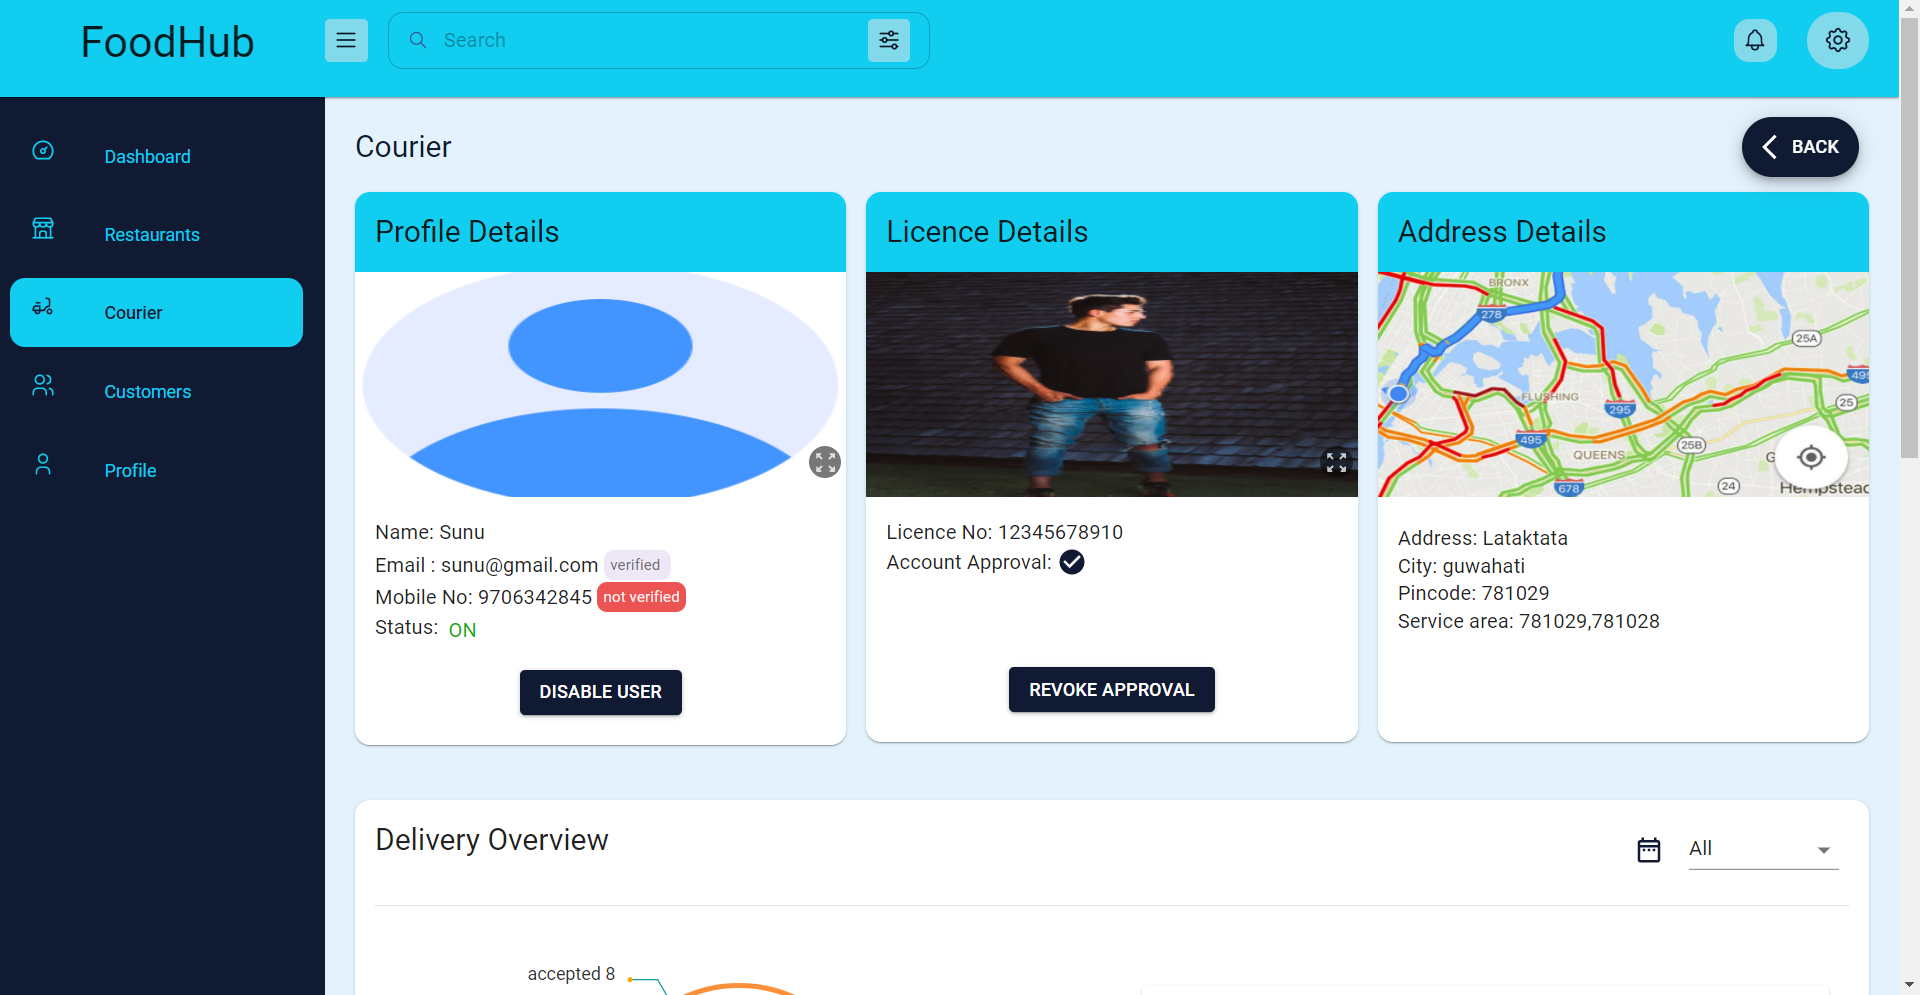 FoodHub
Search
Dashboard
Restaurants
Courier
Customers
Profile
Courier
BACK
Profile Details
Name: Sunu
Email : sunu@gmail.com verified
Mobile No: 9706342845 not verified
Status: ON
DISABLE USER
Licence Details
Licence No: 12345678910
Account Approval:
REVOKE APPROVAL
Address Details
BRONX
278
25A
495
25
FLUSHING
295
495
25B
QUEENS
G
24
678
Hempstead
Address: Lataktata
City: guwahati
Pincode: 781029
Service area: 781029,781028
Delivery Overview
All
accepted 8